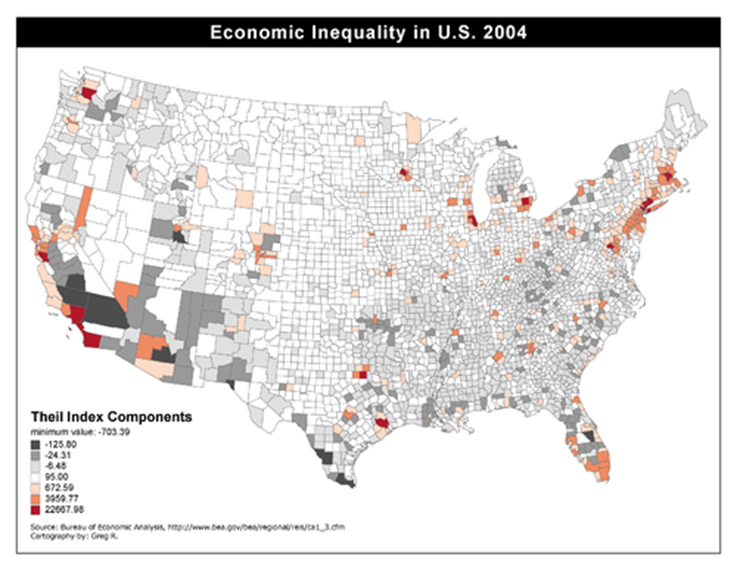 Economic Inequality in U.S. 2004
Theil Index Components
minimum value: -703.39
-125.80
-24.31
-6.48
95.00
672.59
3959.77
22667.98
Source: Bureau of Economic Analysis, http://www.bea.gov/bea/regional/reis/ca1_3.cfm
Cartography by: Greg R.